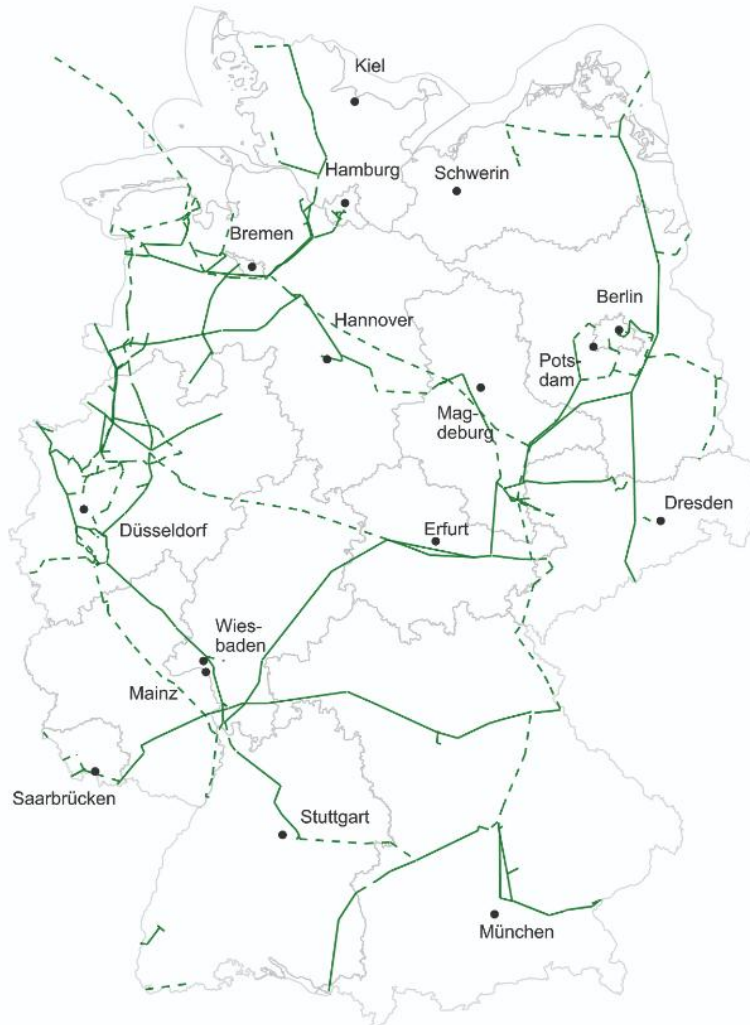 Kiel
Hamburg
Schwerin
Bremen
Berlin
Hannover
Pots-
dam
Mag-
deburg
Dresden
Düsseldorf
Erfurt
Wies-
baden
Mainz
Saarbrücken
Stuttgart
München